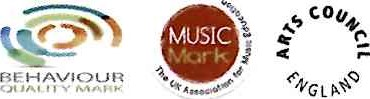 BEHAVIOUR
QUALITY MARK
MUSIC
Mark
The UK Association for Music Education
ARTS COUNCIL
ENGLAND